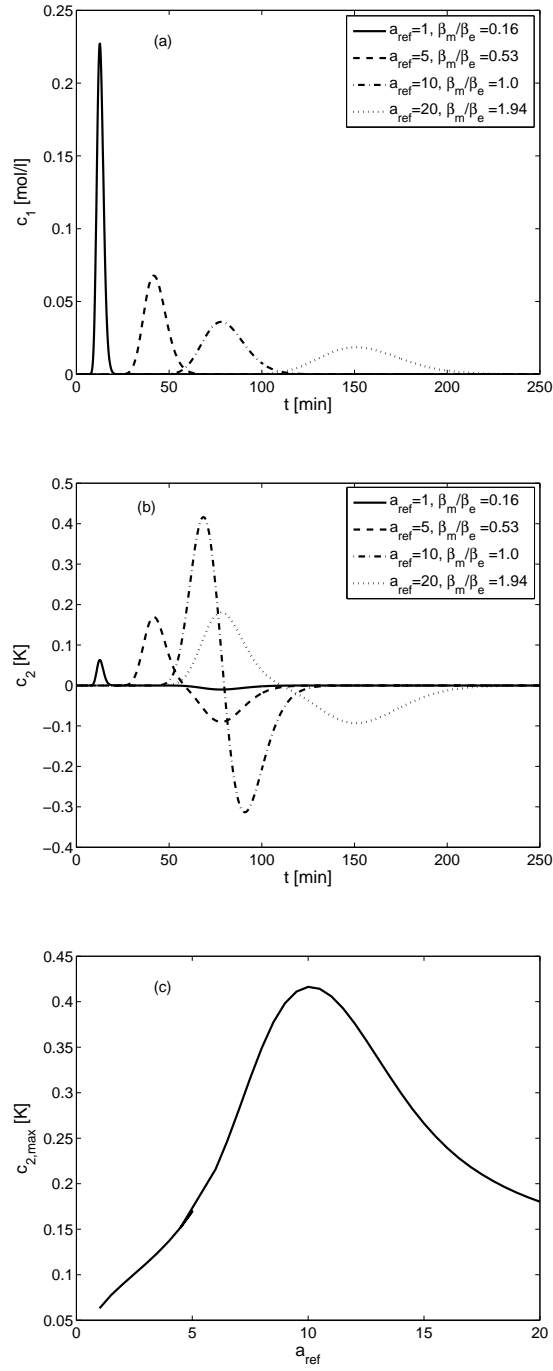 0.25
(a)
a_ref=1, β_m/β_e=0.16
a_ref=5, β_m/β_e=0.53
a_ref=10, β_m/β_e=1.0
a_ref=20, β_m/β_e=1.94
0.2
0.15
0.1
0.05
0
c_1 [mol/l]
0 50 100 150 200 250
t [min]
0.5
(b)
a_ref=1, β_m/β_e=0.16
a_ref=5, β_m/β_e=0.53
a_ref=10, β_m/β_e=1.0
a_ref=20, β_m/β_e=1.94
0.4
0.3
0.2
0.1
0
−0.1
−0.2
−0.3
−0.4
c_2 [K]
0 50 100 150 200 250
t [min]
0.45
(c)
0.4
0.35
0.3
0.25
0.2
0.15
0.1
0.05
c_2,max [K]
0 5 10 15 20
a_ref